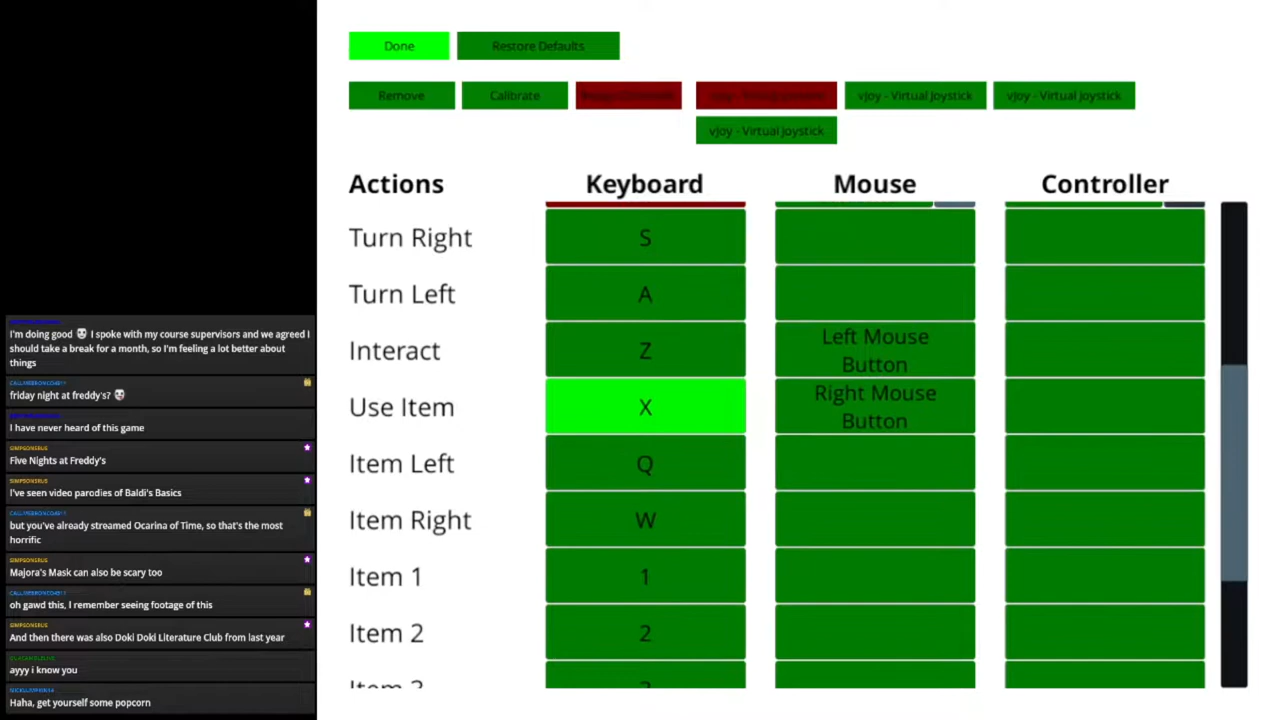 Done
Restore Defaults
Remove
Calibrate
vJoy - Virtual Joystick
vJoy - Virtual Joystick
vJoy - Virtual Joystick
Actions
Keyboard
Mouse
Controller
Turn Right
S
Turn Left
A
Interact
Z
Left Mouse
Button
Use Item
X
Right Mouse
Button
Item Left
Q
Item Right
W
Item 1
1
Item 2
2
I'm doing good I spoke with my course supervisors and we agreed I
should take a break for a month, so I'm feeling a lot better about
things
friday night at freddy's?
I have never heard of this game
SIMPSONSRUS
Five Nights at Freddy's
SIMPSONSRUS
I've seen video parodies of Baldi's Basics
but you've already streamed Ocarina of Time, so that's the most
horrific
SIMPSONSRUS
Majora's Mask can also be scary too
oh gawd this, I remember seeing footage of this
SIMPSONSRUS
And then there was also Doki Doki Literature Club from last year
ayyy i know you
Haha, get yourself some popcorn